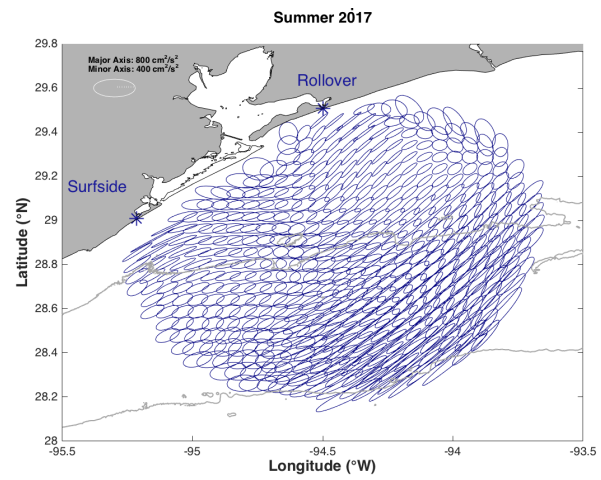 Summer 2017
Major Axis: 800 cm²/s²
Minor Axis: 400 cm²/s²
Rollover
Surfside
Latitude (°N)
29.8
29.6
29.4
29.2
29
28.8
28.6
28.4
28.2
28
-95.5 -95 -94.5 -94 -93.5
Longitude (°W)